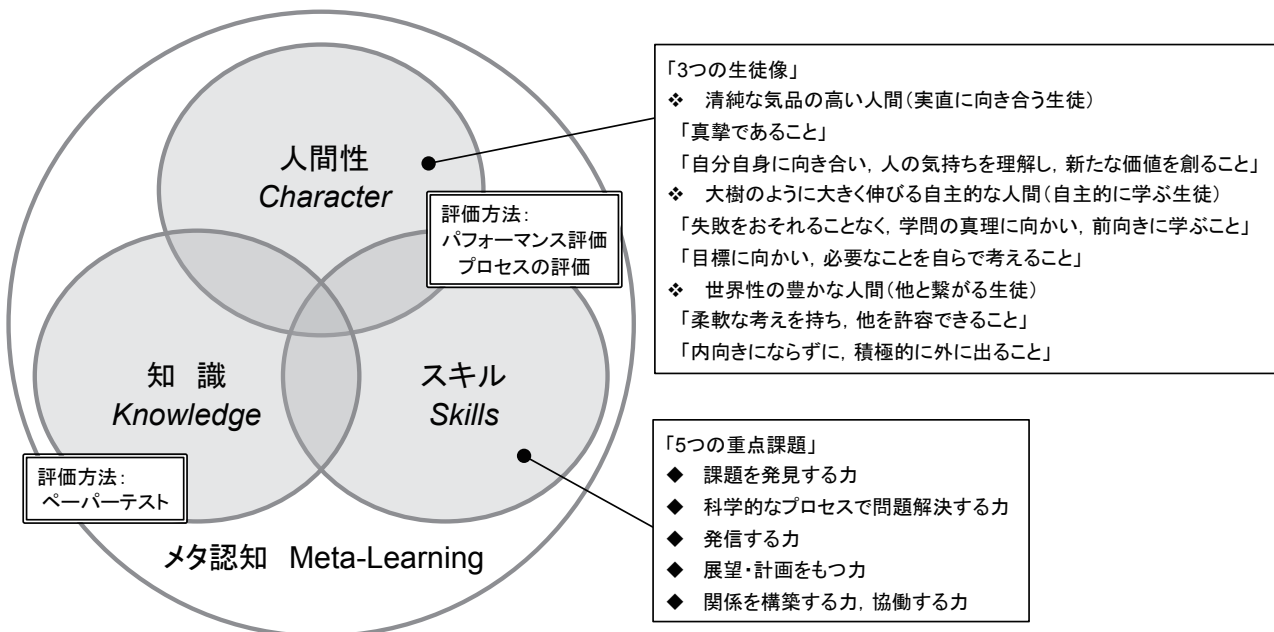 人間性
Character
評価方法：
パフォーマンス評価
プロセスの評価
知　識
Knowledge
スキル
Skills
評価方法：
ペーパーテスト
メタ認知　Meta-Learning
「3つの生徒像」
❖　清純な気品の高い人間（実直に向き合う生徒）
「真摯であること」
「自分自身に向き合い，人の気持ちを理解し，新たな価値を創ること」
❖　大樹のように大きく伸びる自主的な人間（自主的に学ぶ生徒）
「失敗をおそれることなく，学問の真理に向かい，前向きに学ぶこと」
「目標に向かい，必要なことを自らで考えること」
❖　世界性の豊かな人間（他と繋がる生徒）
「柔軟な考えを持ち，他を許容できること」
「内向きにならずに，積極的に外に出ること」
「5つの重点課題」
◆　課題を発見する力
◆　科学的なプロセスで問題解決する力
◆　発信する力
◆　展望・計画をもつ力
◆　関係を構築する力，協働する力